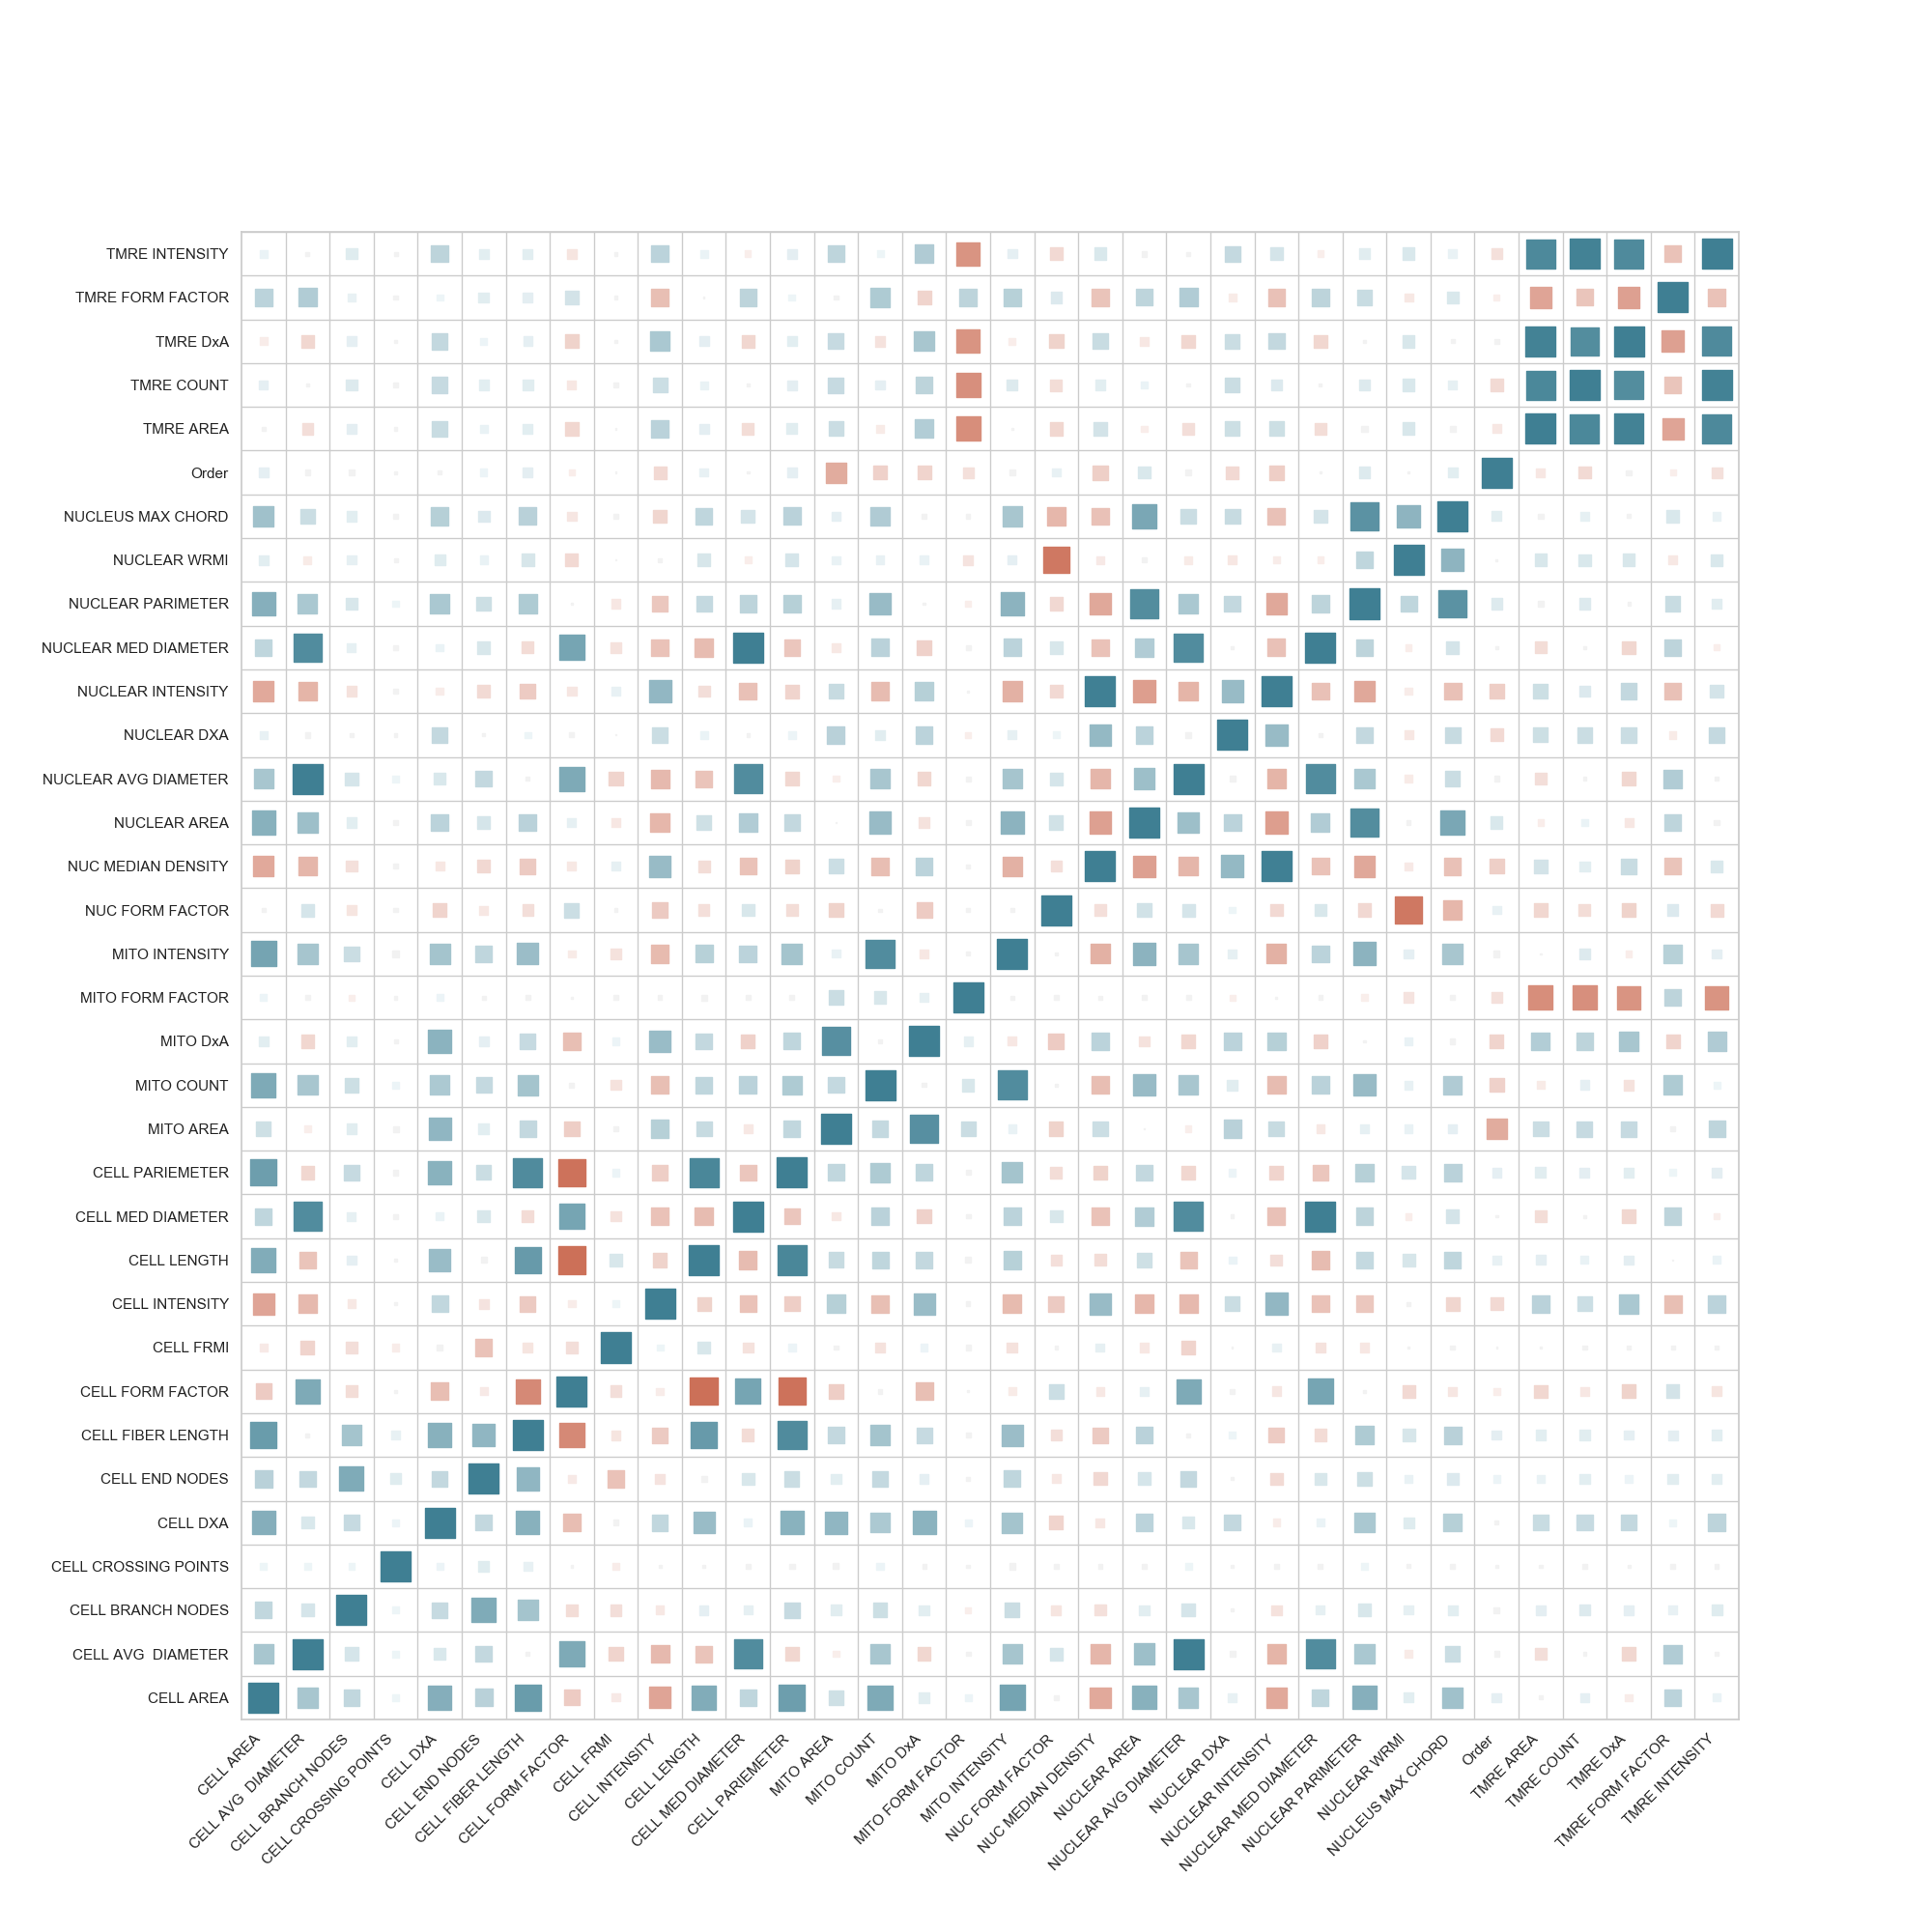 TMRE INTENSITY
TMRE FORM FACTOR
TMRE DxA
TMRE COUNT
TMRE AREA
Order
NUCLEUS MAX CHORD
NUCLEAR WRMI
NUCLEAR PARIMETER
NUCLEAR MED DIAMETER
NUCLEAR INTENSITY
NUCLEAR DXA
NUCLEAR AVG DIAMETER
NUCLEAR AREA
NUC MEDIAN DENSITY
NUC FORM FACTOR
MITO INTENSITY
MITO FORM FACTOR
MITO DxA
MITO COUNT
MITO AREA
CELL PARIEMETER
CELL MED DIAMETER
CELL LENGTH
CELL INTENSITY
CELL FRMI
CELL FORM FACTOR
CELL FIBER LENGTH
CELL END NODES
CELL DXA
CELL CROSSING POINTS
CELL BRANCH NODES
CELL AVG  DIAMETER
CELL AREA
CELL AREA
CELL AVG  DIAMETER
CELL BRANCH NODES
CELL CROSSING POINTS
CELL DXA
CELL END NODES
CELL FIBER LENGTH
CELL FORM FACTOR
CELL FRMI
CELL INTENSITY
CELL LENGTH
CELL MED DIAMETER
CELL PARIEMETER
MITO AREA
MITO COUNT
MITO DxA
MITO FORM FACTOR
MITO INTENSITY
NUC FORM FACTOR
NUC MEDIAN DENSITY
NUCLEAR AREA
NUCLEAR AVG DIAMETER
NUCLEAR DXA
NUCLEAR INTENSITY
NUCLEAR MED DIAMETER
NUCLEAR PARIMETER
NUCLEAR WRMI
NUCLEUS MAX CHORD
Order
TMRE AREA
TMRE COUNT
TMRE DxA
TMRE FORM FACTOR
TMRE INTENSITY